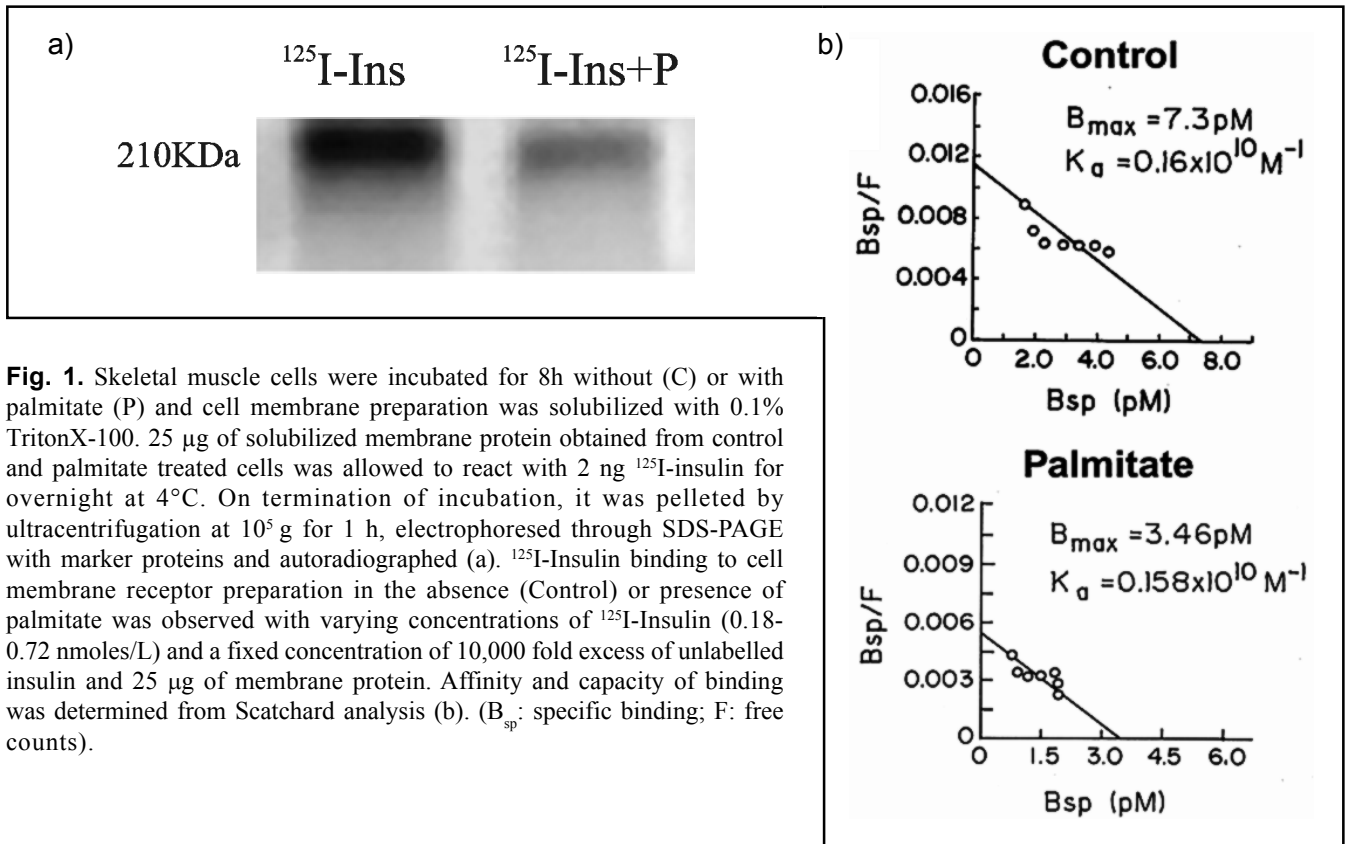 a)
¹²⁵I-Ins ¹²⁵I-Ins+P
210KDa
b)
Control
0.016
0.012
0.008
0.004
0
Bsp/F
Bmax =7.3pM
Ka =0.16x10¹⁰M⁻¹
0 2.0 4.0 6.0 8.0
Bsp (pM)
Palmitate
0.012
0.009
0.006
0.003
0
Bsp/F
Bmax =3.46pM
Ka =0.158x10¹⁰M⁻¹
0 1.5 3.0 4.5 6.0
Bsp (pM)
Fig. 1. Skeletal muscle cells were incubated for 8h without (C) or with
palmitate (P) and cell membrane preparation was solubilized with 0.1%
TritonX-100. 25 µg of solubilized membrane protein obtained from control
and palmitate treated cells was allowed to react with 2 ng ¹²⁵I-insulin for
overnight at 4°C. On termination of incubation, it was pelleted by
ultracentrifugation at 10⁵ g for 1 h, electrophoresed through SDS-PAGE
with marker proteins and autoradiographed (a). ¹²⁵I-Insulin binding to cell
membrane receptor preparation in the absence (Control) or presence of
palmitate was observed with varying concentrations of ¹²⁵I-Insulin (0.18-
0.72 nmoles/L) and a fixed concentration of 10,000 fold excess of unlabelled
insulin and 25 µg of membrane protein. Affinity and capacity of binding
was determined from Scatchard analysis (b). (Bsp: specific binding; F: free
counts).